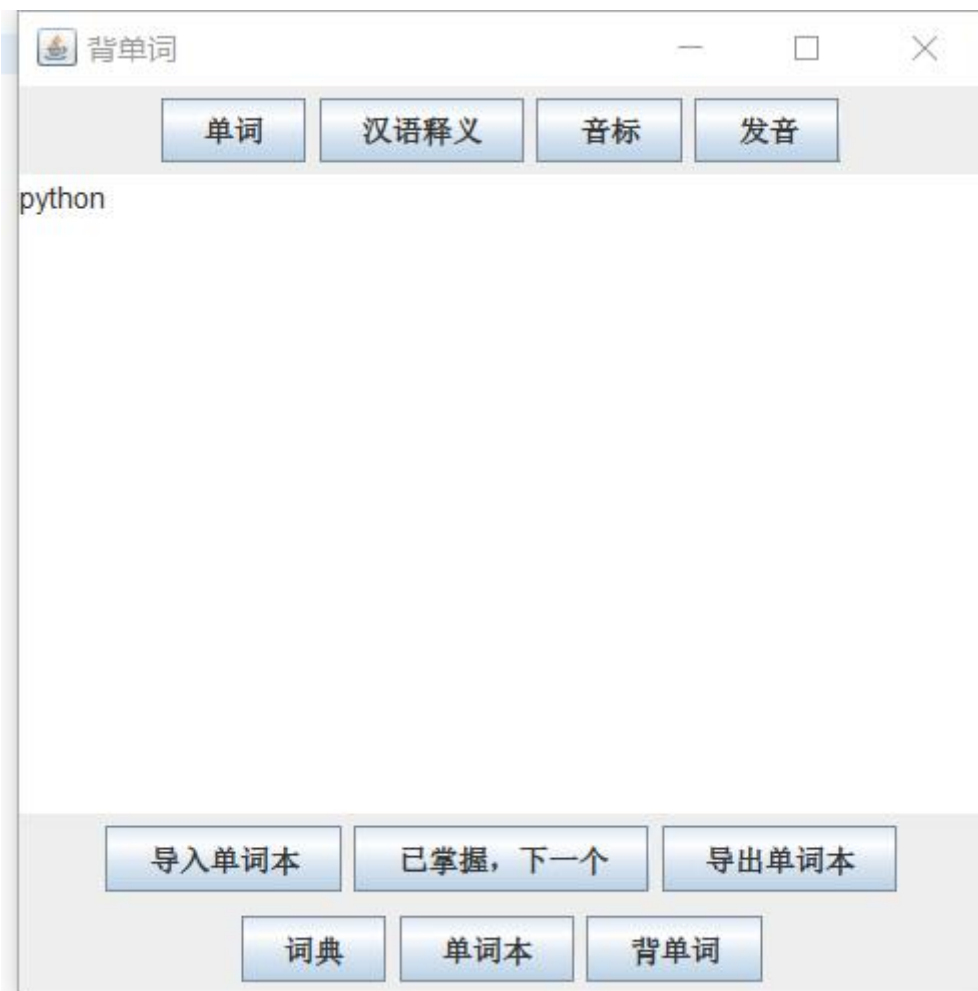 背单词
单词 汉语释义 音标 发音
python
导入单词本 已掌握，下一个 导出单词本
词典 单词本 背单词